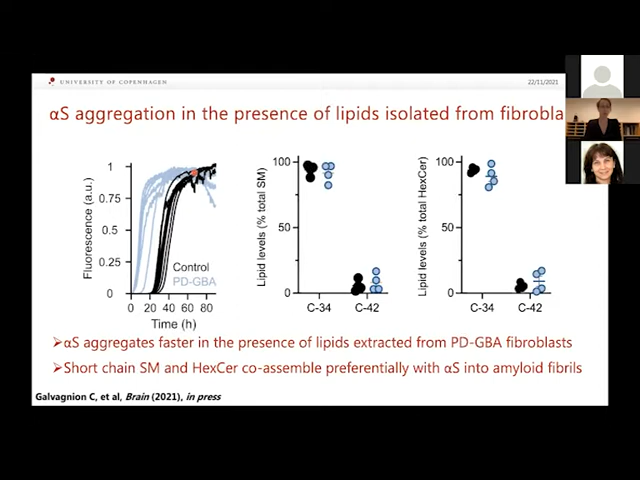 UNIVERSITY OF COPENHAGEN
22/11/2021
αS aggregation in the presence of lipids isolated from fibrobla
Fluorescence (a.u.)
1
0.75
0.5
0.25
0
0 20 40 60 80
Time (h)
Control
PD-GBA
Lipid levels (% total SM)
100
50
0
C-34 C-42
Lipid levels (% total HexCer)
100
50
0
C-34 C-42
➢αS aggregates faster in the presence of lipids extracted from PD-GBA fibroblasts
➢Short chain SM and HexCer co-assemble preferentially with αS into amyloid fibrils
Galvagnion C, et al, Brain (2021), in press